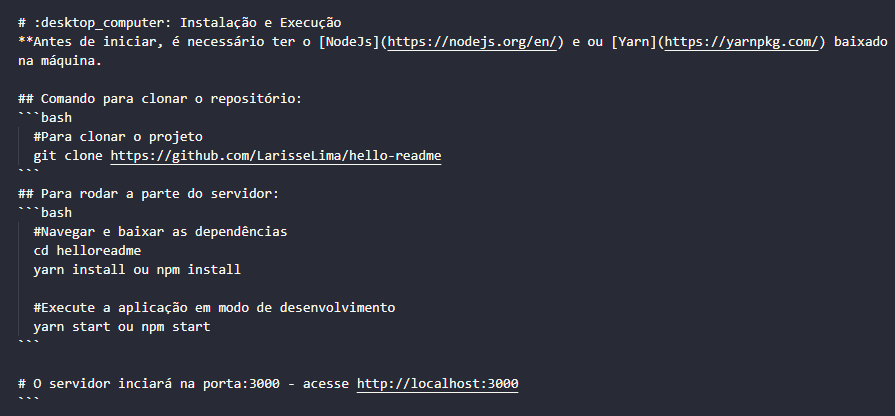 # :desktop_computer: Instalação e Execução
**Antes de iniciar, é necessário ter o [NodeJs](https://nodejs.org/en/) e ou [Yarn](https://yarnpkg.com/) baixado
na máquina.
## Comando para clonar o repositório:
```bash
#Para clonar o projeto
git clone https://github.com/LarisseLima/hello-readme
```
## Para rodar a parte do servidor:
```bash
#Navegar e baixar as dependências
cd helloreadme
yarn install ou npm install
#Execute a aplicação em modo de desenvolvimento
yarn start ou npm start
```
# O servidor inciará na porta:3000 - acesse http://localhost:3000
```